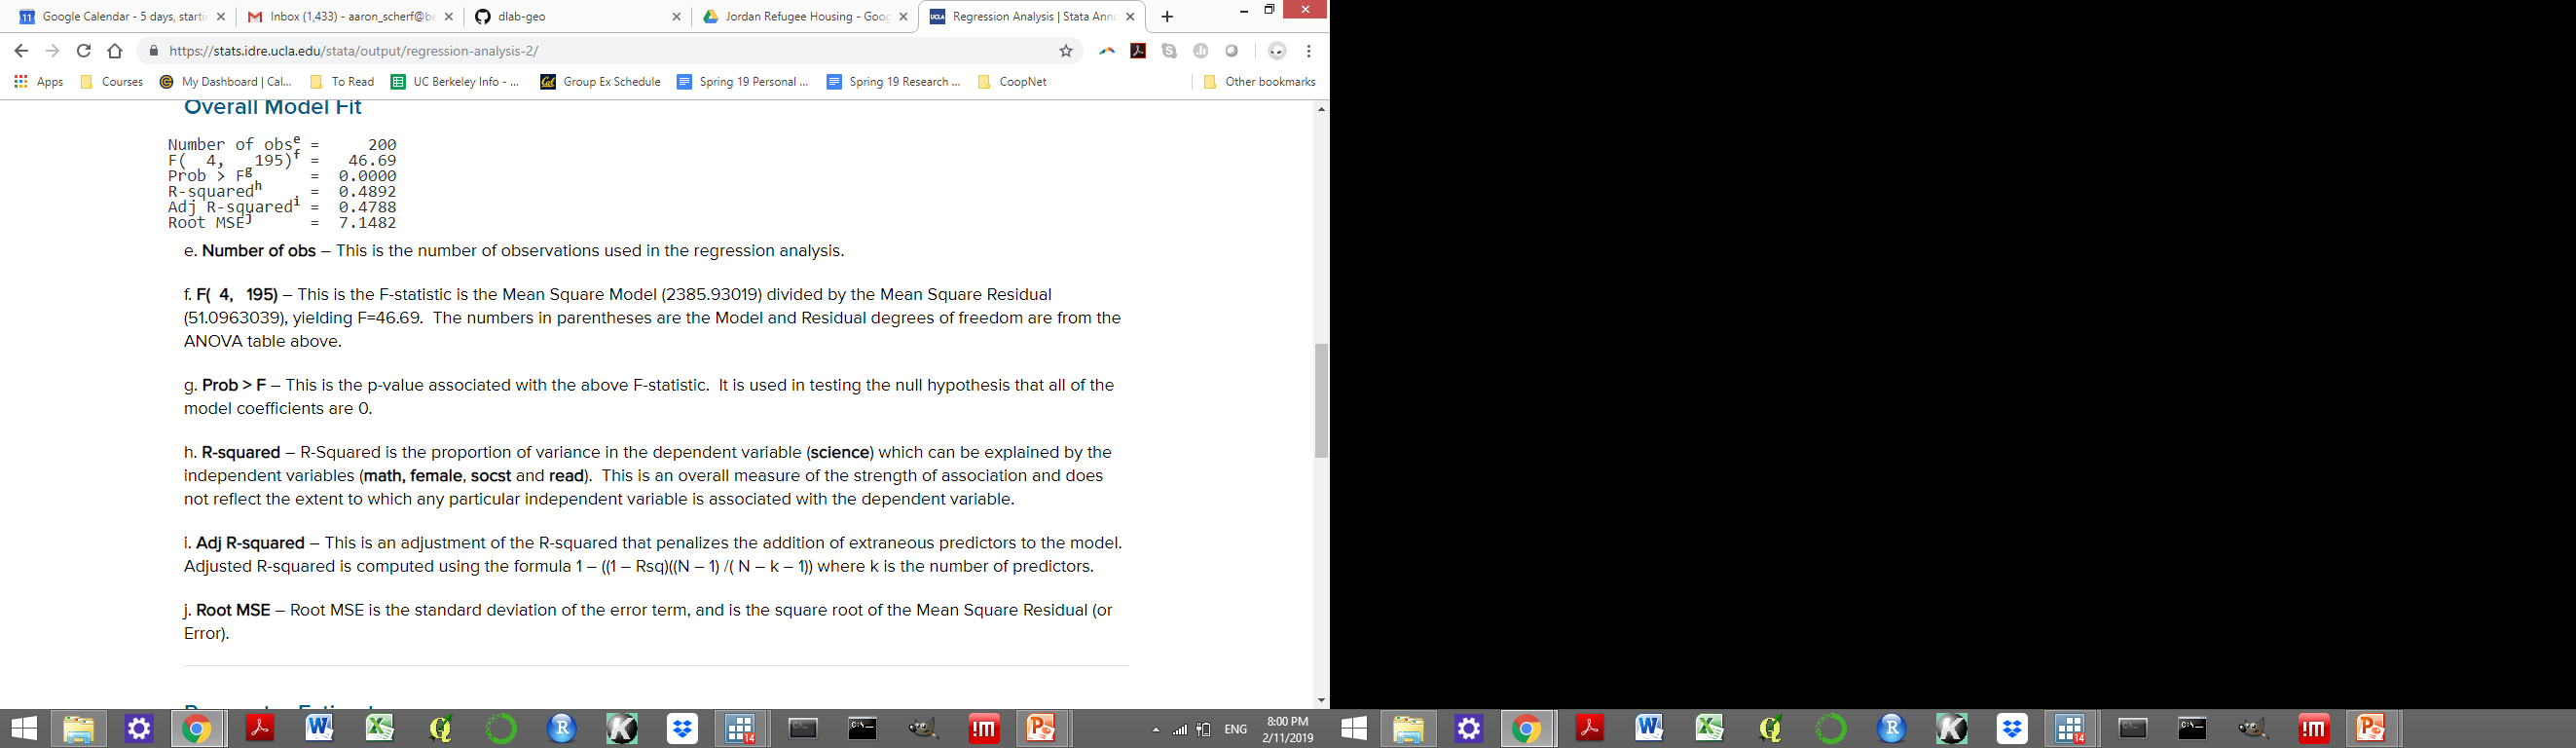 Google Calendar - 5 days, starti
Inbox (1,433) - aaron_scherf@be
dlab-geo
Jordan Refugee Housing - Goog
Regression Analysis | Stata Anno
https://stats.idre.ucla.edu/stata/output/regression-analysis-2/
Apps Courses My Dashboard | Cal... To Read UC Berkeley Info - ... Group Ex Schedule Spring 19 Personal ... Spring 19 Research ... CoopNet Other bookmarks
Overall Model Fit
Number of obsᵉ = 200
F( 4, 195)ᶠ = 46.69
Prob > Fᵍ = 0.0000
R-squaredʰ = 0.4892
Adj R-squaredⁱ = 0.4788
Root MSEʲ = 7.1482
e. Number of obs – This is the number of observations used in the regression analysis.
f. F( 4, 195) – This is the F-statistic is the Mean Square Model (2385.93019) divided by the Mean Square Residual
(51.0963039), yielding F=46.69. The numbers in parentheses are the Model and Residual degrees of freedom are from the
ANOVA table above.
g. Prob > F – This is the p-value associated with the above F-statistic. It is used in testing the null hypothesis that all of the
model coefficients are 0.
h. R-squared – R-Squared is the proportion of variance in the dependent variable (science) which can be explained by the
independent variables (math, female, socst and read). This is an overall measure of the strength of association and does
not reflect the extent to which any particular independent variable is associated with the dependent variable.
i. Adj R-squared – This is an adjustment of the R-squared that penalizes the addition of extraneous predictors to the model.
Adjusted R-squared is computed using the formula 1 – ((1 – Rsq)((N – 1) /( N – k – 1)) where k is the number of predictors.
j. Root MSE – Root MSE is the standard deviation of the error term, and is the square root of the Mean Square Residual (or
Error).
ENG
8:00 PM
2/11/2019